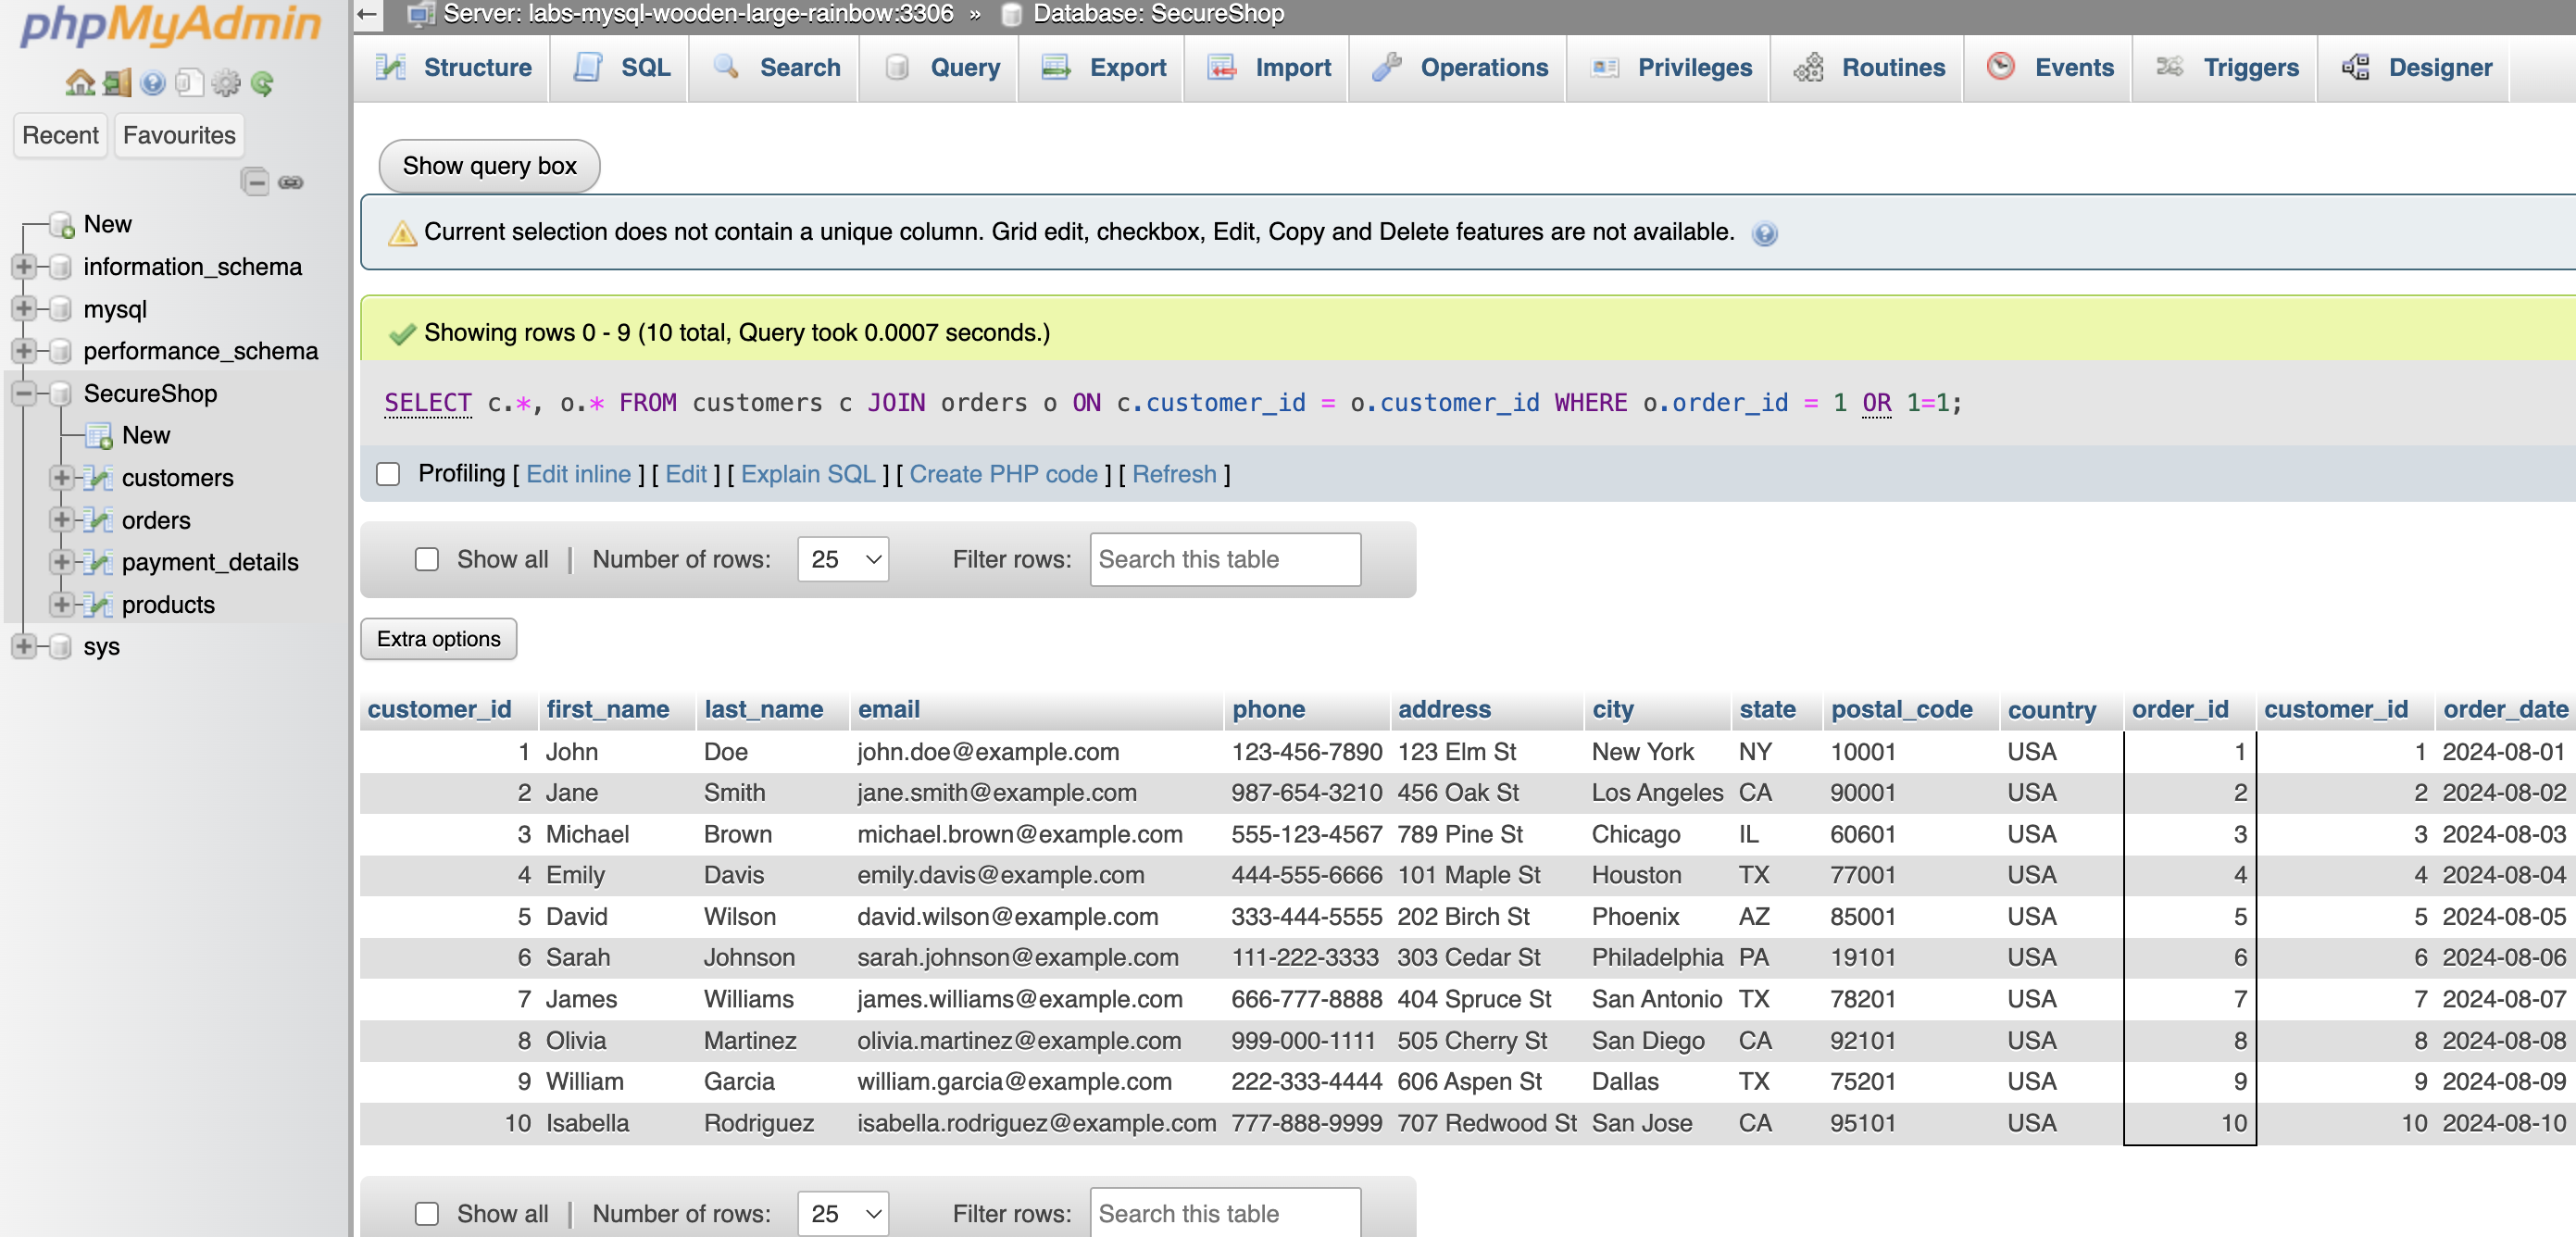 phpMyAdmin
Server: labs-mysql-wooden-large-rainbow:3306 » Database: SecureShop
Structure SQL Search Query Export Import Operations Privileges Routines Events Triggers Designer
Recent Favourites
New
information_schema
mysql
performance_schema
SecureShop
New
customers
orders
payment_details
products
sys
Show query box
Current selection does not contain a unique column. Grid edit, checkbox, Edit, Copy and Delete features are not available.
Showing rows 0 - 9 (10 total, Query took 0.0007 seconds.)
SELECT c.*, o.* FROM customers c JOIN orders o ON c.customer_id = o.customer_id WHERE o.order_id = 1 OR 1=1;
Profiling [ Edit inline ] [ Edit ] [ Explain SQL ] [ Create PHP code ] [ Refresh ]
Show all | Number of rows: 25 Filter rows: Search this table
Extra options
customer_id first_name last_name email phone address city state postal_code country order_id customer_id order_date
1 John Doe john.doe@example.com 123-456-7890 123 Elm St New York NY 10001 USA 1 1 2024-08-01
2 Jane Smith jane.smith@example.com 987-654-3210 456 Oak St Los Angeles CA 90001 USA 2 2 2024-08-02
3 Michael Brown michael.brown@example.com 555-123-4567 789 Pine St Chicago IL 60601 USA 3 3 2024-08-03
4 Emily Davis emily.davis@example.com 444-555-6666 101 Maple St Houston TX 77001 USA 4 4 2024-08-04
5 David Wilson david.wilson@example.com 333-444-5555 202 Birch St Phoenix AZ 85001 USA 5 5 2024-08-05
6 Sarah Johnson sarah.johnson@example.com 111-222-3333 303 Cedar St Philadelphia PA 19101 USA 6 6 2024-08-06
7 James Williams james.williams@example.com 666-777-8888 404 Spruce St San Antonio TX 78201 USA 7 7 2024-08-07
8 Olivia Martinez olivia.martinez@example.com 999-000-1111 505 Cherry St San Diego CA 92101 USA 8 8 2024-08-08
9 William Garcia william.garcia@example.com 222-333-4444 606 Aspen St Dallas TX 75201 USA 9 9 2024-08-09
10 Isabella Rodriguez isabella.rodriguez@example.com 777-888-9999 707 Redwood St San Jose CA 95101 USA 10 10 2024-08-10
Show all | Number of rows: 25 Filter rows: Search this table